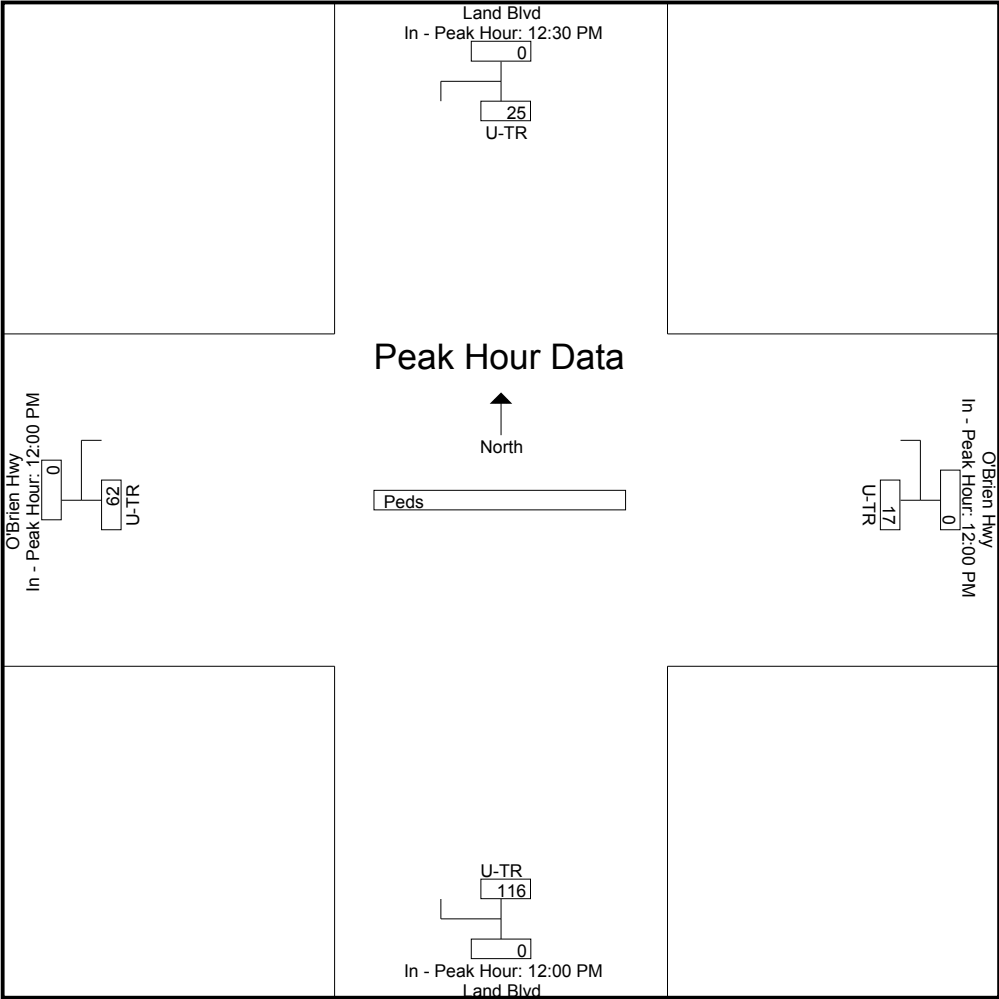 Land Blvd
In - Peak Hour: 12:30 PM
0
25
U-TR
Peak Hour Data
North
Peds
O'Brien Hwy
In - Peak Hour: 12:00 PM
0
62
U-TR
O'Brien Hwy
In - Peak Hour: 12:00 PM
0
17
U-TR
U-TR
116
0
In - Peak Hour: 12:00 PM
Land Blvd